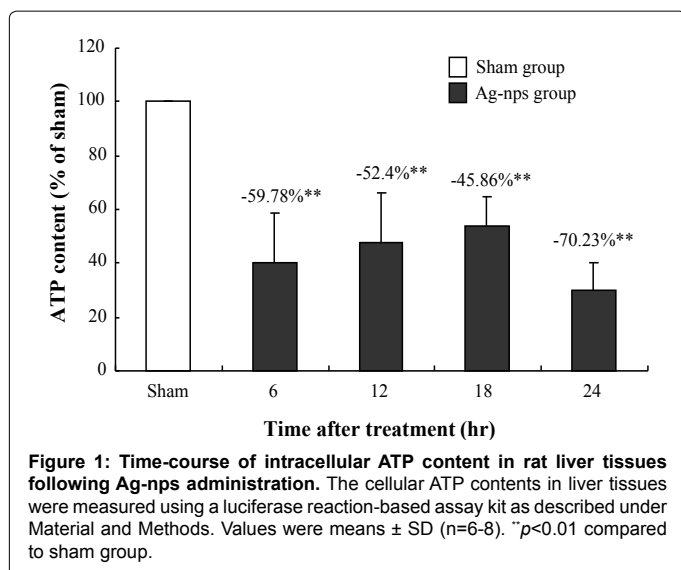 120
100
80
60
40
20
0
ATP content (% of sham)
Sham group
Ag-nps group
-59.78%**
-52.4%**
-45.86%**
-70.23%**
Sham 6 12 18 24
Time after treatment (hr)
Figure 1: Time-course of intracellular ATP content in rat liver tissues
following Ag-nps administration. The cellular ATP contents in liver tissues
were measured using a luciferase reaction-based assay kit as described under
Material and Methods. Values were means ± SD (n=6-8). **p<0.01 compared
to sham group.